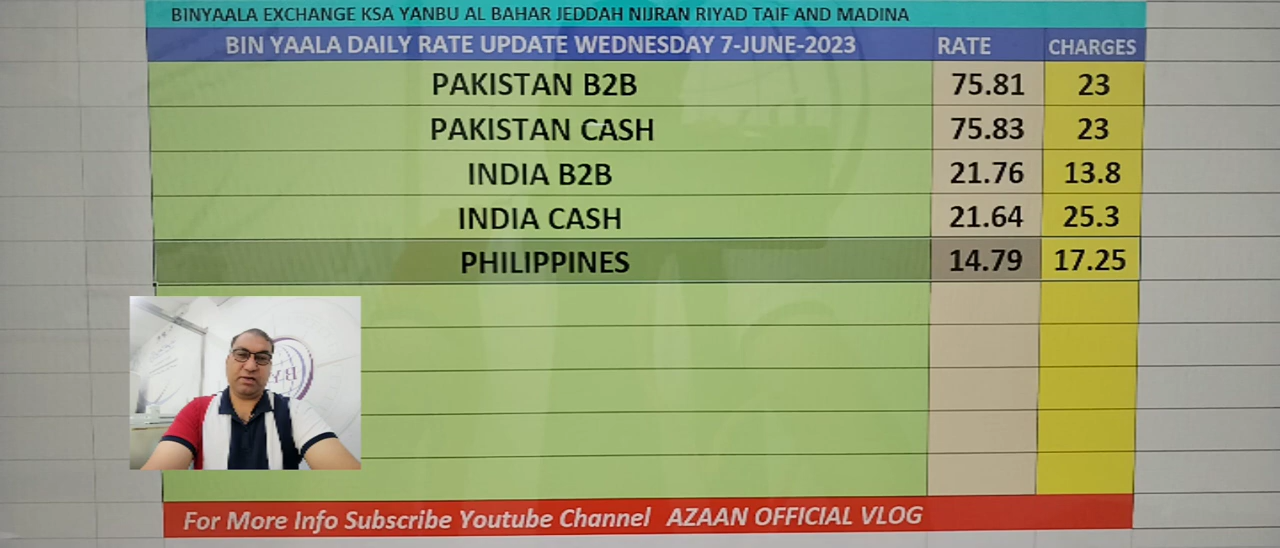 BINYAALA EXCHANGE KSA YANBU AL BAHAR JEDDAH NIJRAN RIYAD TAIF AND MADINA
BIN YAALA DAILY RATE UPDATE WEDNESDAY 7-JUNE-2023 RATE CHARGES
PAKISTAN B2B 75.81 23
PAKISTAN CASH 75.83 23
INDIA B2B 21.76 13.8
INDIA CASH 21.64 25.3
PHILIPPINES 14.79 17.25
For More Info Subscribe Youtube Channel AZAAN OFFICIAL VLOG